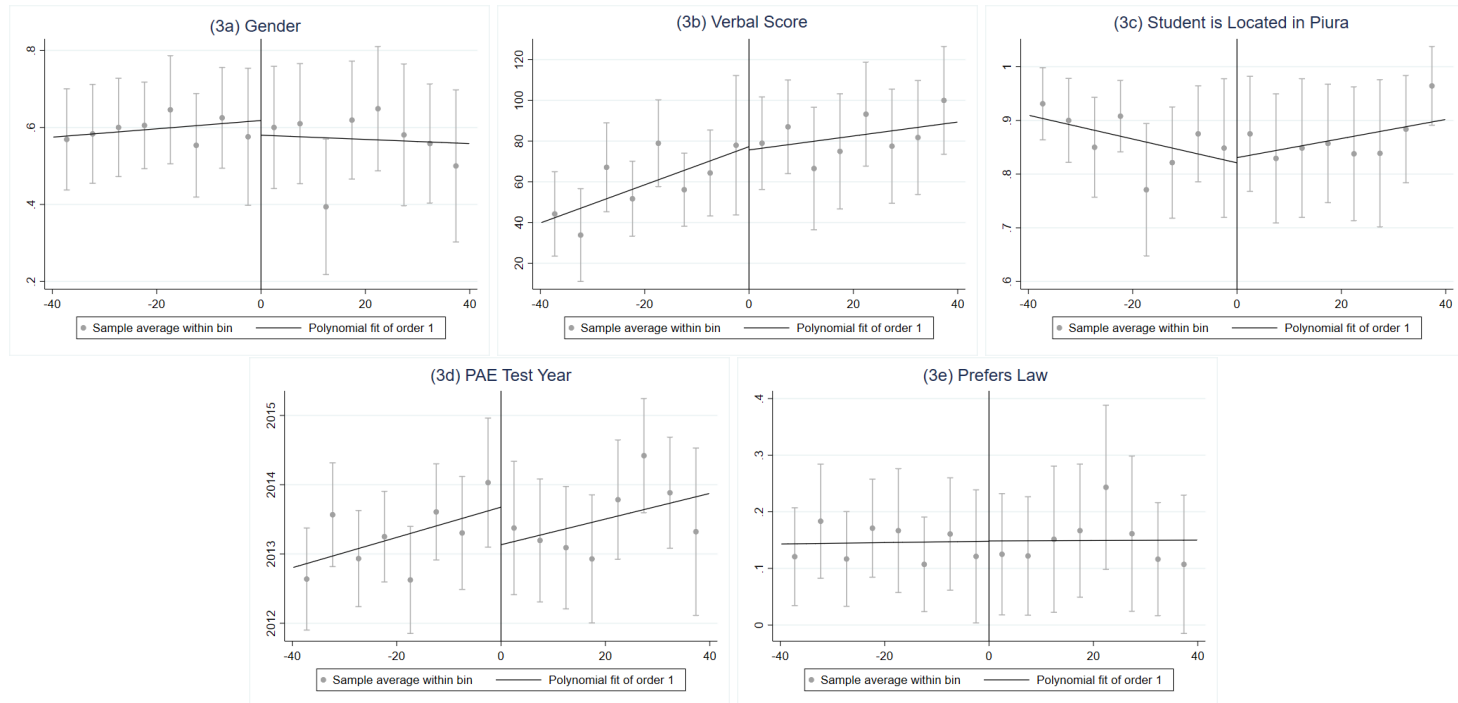 (3a) Gender
.8
.6
.4
.2
-40 -20 0 20 40
Sample average within bin Polynomial fit of order 1
(3b) Verbal Score
120
100
80
60
40
20
-40 -20 0 20 40
Sample average within bin Polynomial fit of order 1
(3c) Student is Located in Piura
1
.9
.8
.7
.6
-40 -20 0 20 40
Sample average within bin Polynomial fit of order 1
(3d) PAE Test Year
2015
2014
2013
2012
-40 -20 0 20 40
Sample average within bin Polynomial fit of order 1
(3e) Prefers Law
.4
.3
.2
.1
0
-40 -20 0 20 40
Sample average within bin Polynomial fit of order 1